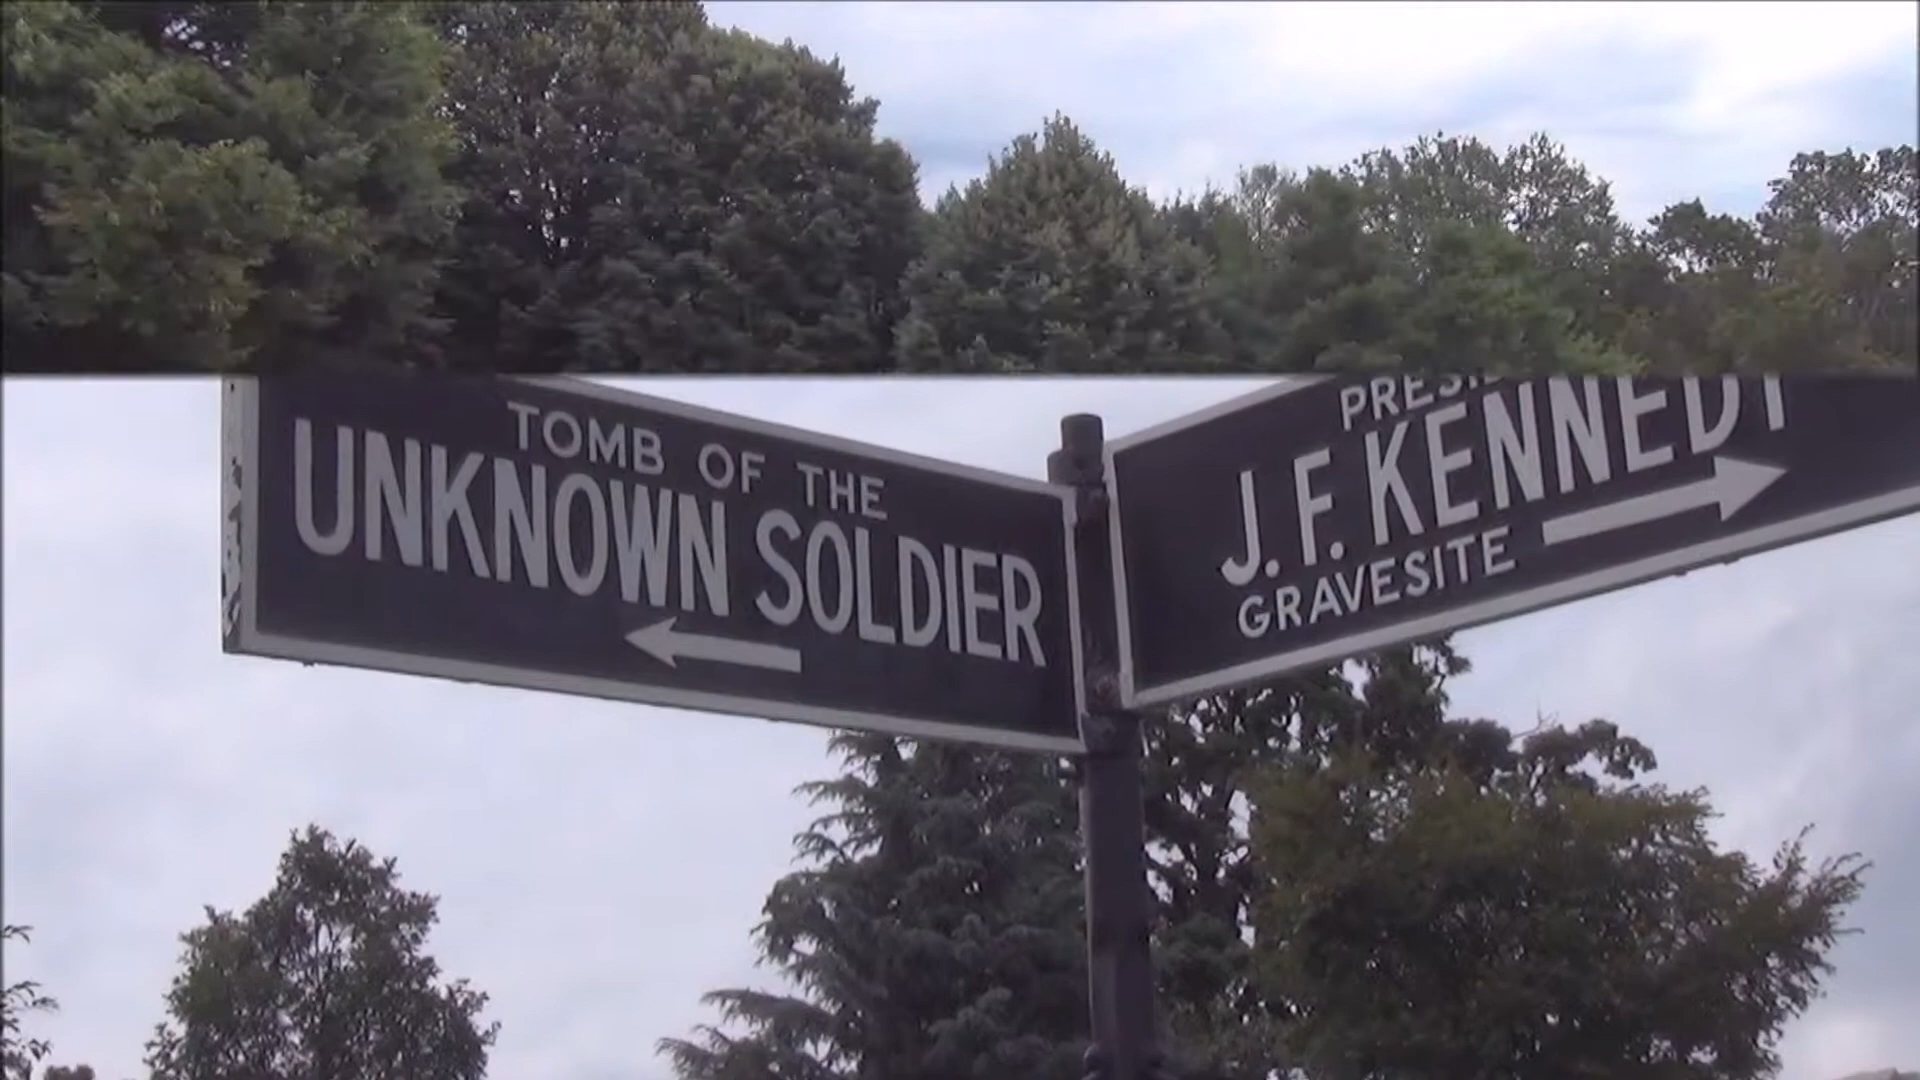 TOMB OF THE
UNKNOWN SOLDIER
J. F. KENNEDY
GRAVESITE